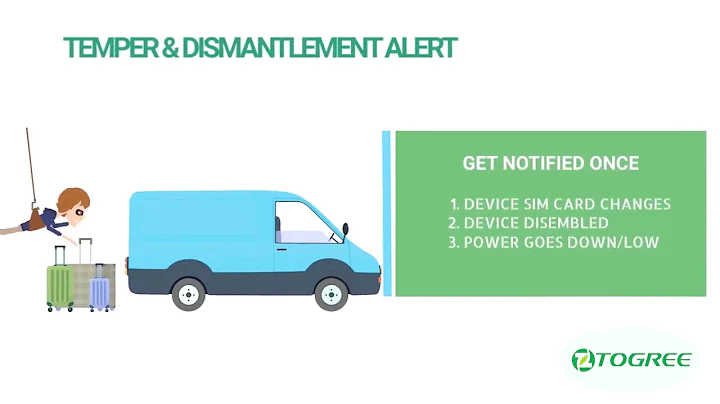 TEMPER & DISMANTLEMENT ALERT
GET NOTIFIED ONCE
1. DEVICE SIM CARD CHANGES
2. DEVICE DISEMBLED
3. POWER GOES DOWN/LOW
TOGREE